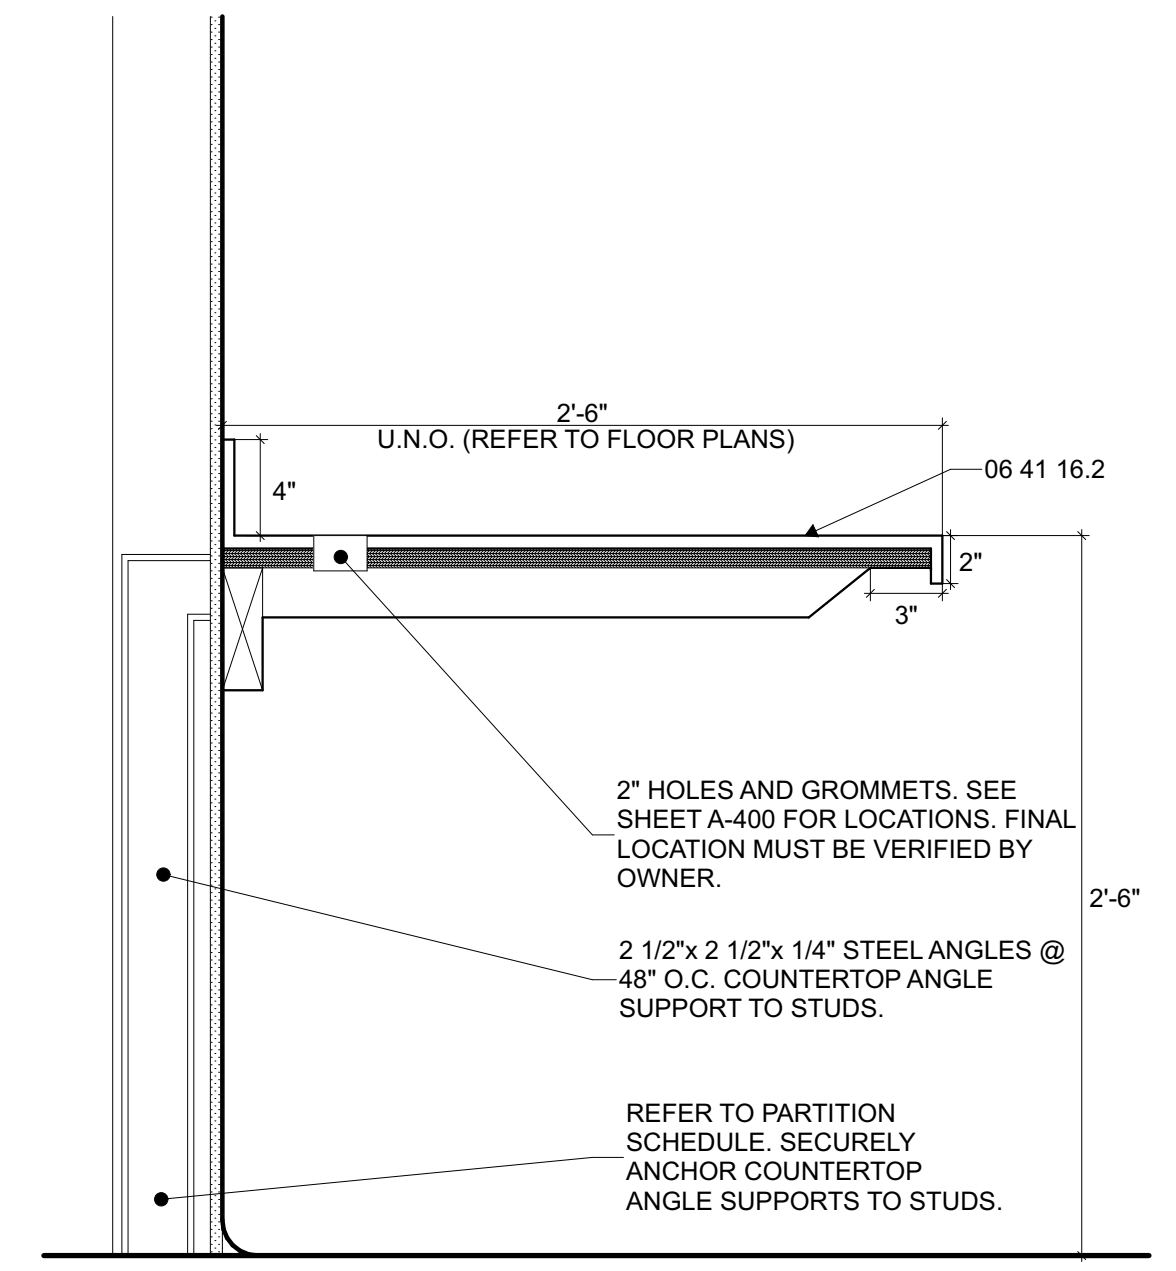 2'-6"
U.N.O. (REFER TO FLOOR PLANS)
06 41 16.2
4"
2"
3"
2" HOLES AND GROMMETS. SEE
SHEET A-400 FOR LOCATIONS. FINAL
LOCATION MUST BE VERIFIED BY
OWNER.
2'-6"
2 1/2"x 2 1/2"x 1/4" STEEL ANGLES @
48" O.C. COUNTERTOP ANGLE
SUPPORT TO STUDS.
REFER TO PARTITION
SCHEDULE. SECURELY
ANCHOR COUNTERTOP
ANGLE SUPPORTS TO STUDS.